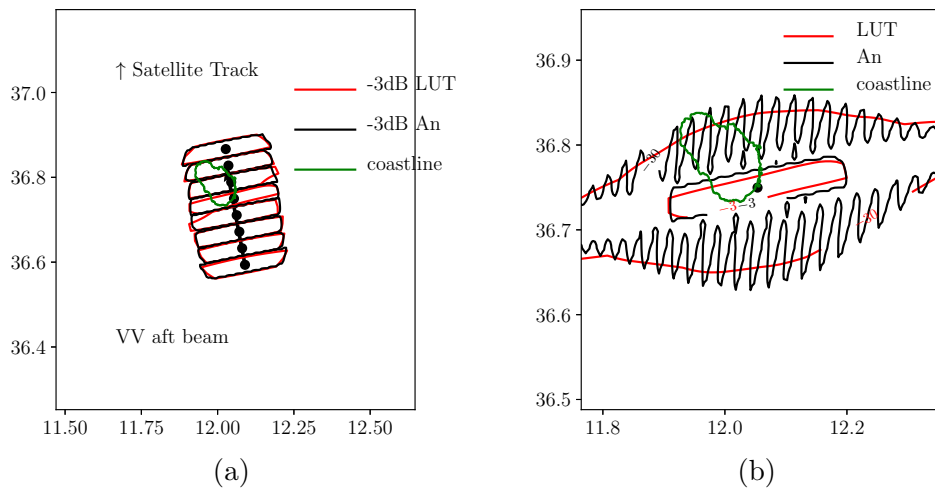 ↑ Satellite Track
-3dB LUT
-3dB An
coastline
VV aft beam
37.0
36.8
36.6
36.4
11.50 11.75 12.00 12.25 12.50
(a)
LUT
An
coastline
-30
-3 -3
-30
36.9
36.8
36.7
36.6
36.5
11.8 12.0 12.2
(b)